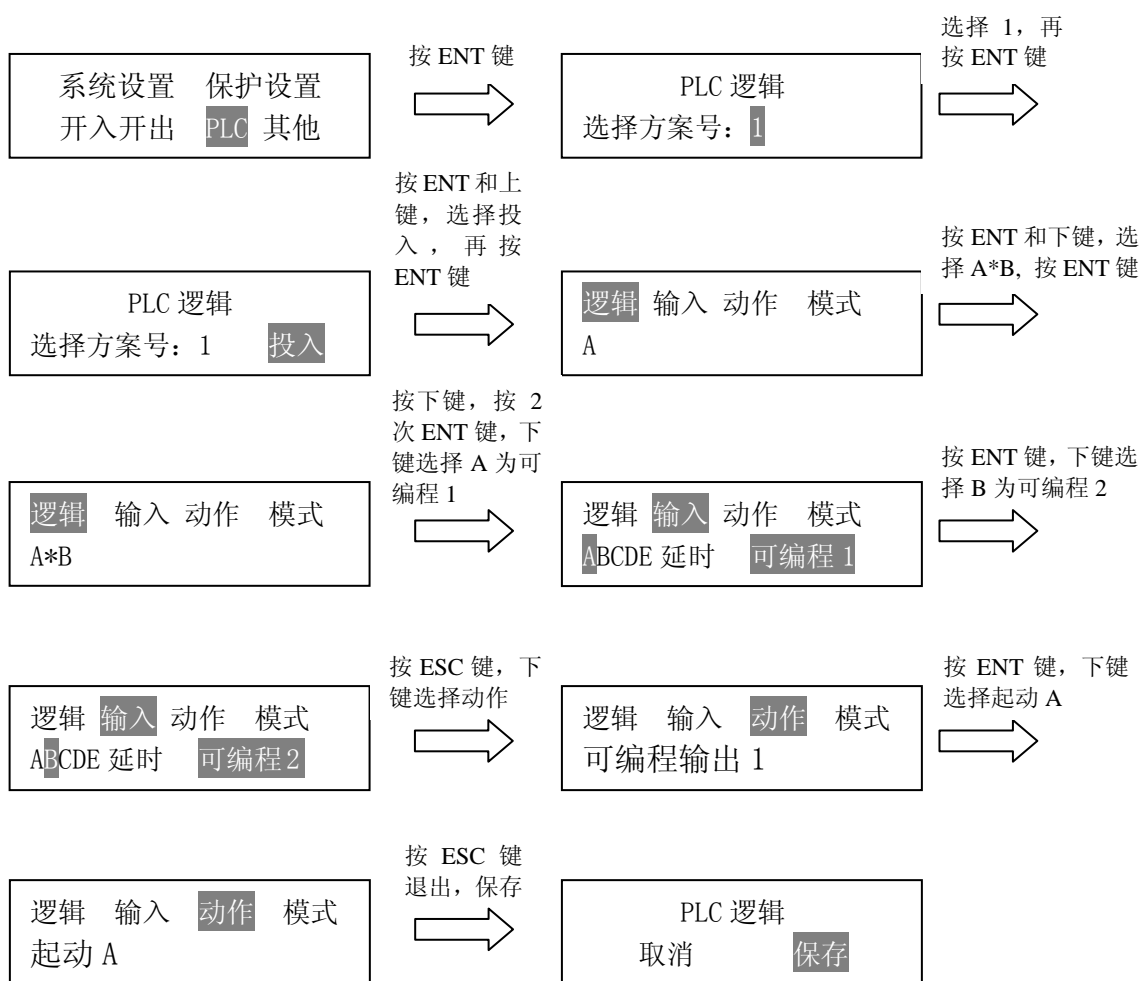 系统设置 保护设置
开入开出 PLC 其他
按 ENT 键
PLC 逻辑
选择方案号：1
选择 1，再
按 ENT 键
PLC 逻辑
选择方案号：1 投入
按 ENT 和上
键，选择投
入，再按
ENT 键
逻辑 输入 动作 模式
A
按 ENT 和下键，选
择 A*B, 按 ENT 键
逻辑 输入 动作 模式
A*B
按下键，按 2
次 ENT 键，下
键选择 A 为可
编程 1
逻辑 输入 动作 模式
ABCDE 延时 可编程 1
按 ENT 键，下键选
择 B 为可编程 2
逻辑 输入 动作 模式
ABCDE 延时 可编程 2
按 ESC 键，下
键选择动作
逻辑 输入 动作 模式
可编程输出 1
按 ENT 键，下键
选择起动 A
逻辑 输入 动作 模式
起动 A
按 ESC 键
退出，保存
PLC 逻辑
取消 保存